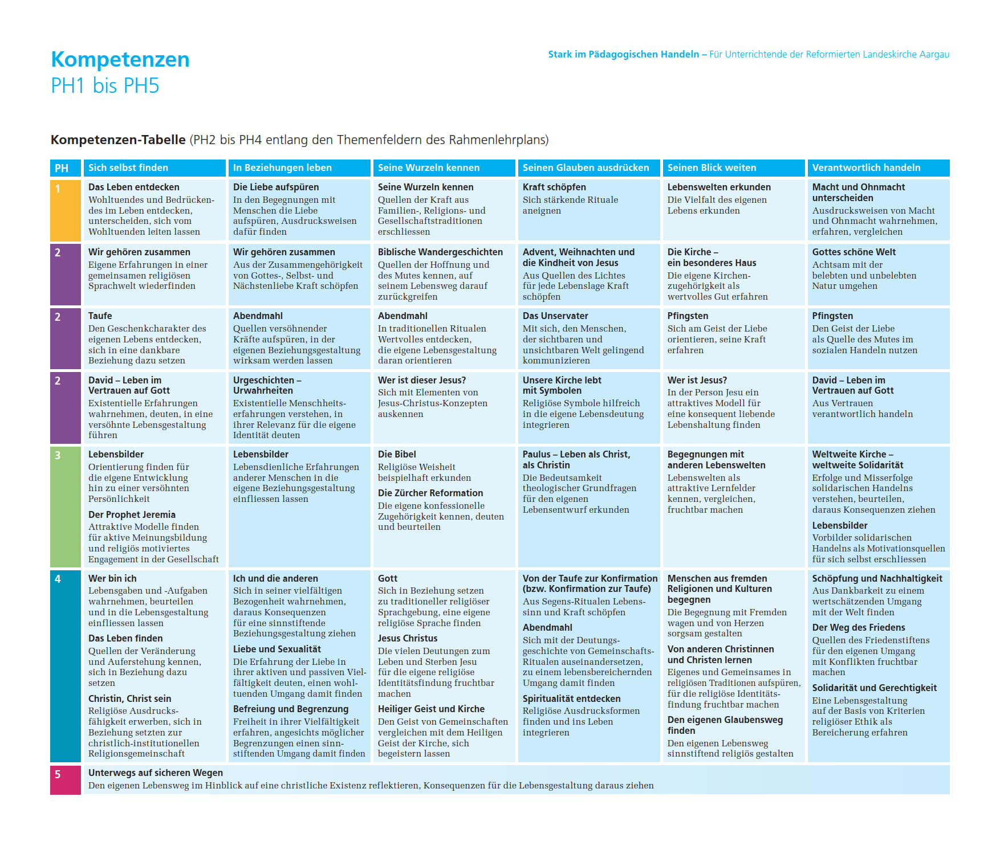 Kompetenzen
PH1 bis PH5
Stark im Pädagogischen Handeln – Für Unterrichtende der Reformierten Landeskirche Aargau
Kompetenzen-Tabelle (PH2 bis PH4 entlang den Themenfeldern des Rahmenlehrplans)
PH
Sich selbst finden
In Beziehungen leben
Seine Wurzeln kennen
Seinen Glauben ausdrücken
Seinen Blick weiten
Verantwortlich handeln
1
Das Leben entdecken
Wohltuendes und Bedrücken-
des im Leben entdecken,
unterscheiden, sich vom
Wohltuenden leiten lassen
Die Liebe aufspüren
In den Begegnungen mit
Menschen die Liebe
aufspüren, Ausdrucksweisen
dafür finden
Seine Wurzeln kennen
Quellen der Kraft aus
Familien-, Religions- und
Gesellschaftstraditionen
erschliessen
Kraft schöpfen
Sich stärkende Rituale
aneignen
Lebenswelten erkunden
Die Vielfalt des eigenen
Lebens erkunden
Macht und Ohnmacht
unterscheiden
Ausdrucksweisen von Macht
und Ohnmacht wahrnehmen,
erfahren, vergleichen
2
Wir gehören zusammen
Eigene Erfahrungen in einer
gemeinsamen religiösen
Sprachwelt wiederfinden
Wir gehören zusammen
Aus der Zusammengehörigkeit
von Gottes-, Selbst- und
Nächstenliebe Kraft schöpfen
Biblische Wandergeschichten
Quellen der Hoffnung und
des Mutes kennen, auf
seinem Lebensweg darauf
zurückgreifen
Advent, Weihnachten und
die Kindheit von Jesus
Aus Quellen des Lichtes
für jede Lebenslage Kraft
schöpfen
Die Kirche –
ein besonderes Haus
Die eigene Kirchen-
zugehörigkeit als
wertvolles Gut erfahren
Gottes schöne Welt
Achtsam mit der
belebten und unbelebten
Natur umgehen
2
Taufe
Den Geschenkcharakter des
eigenen Lebens entdecken,
sich in eine dankbare
Beziehung dazu setzen
Abendmahl
Quellen versöhnender
Kräfte aufspüren, in der
eigenen Beziehungsgestaltung
wirksam werden lassen
Abendmahl
In traditionellen Ritualen
Wertvolles entdecken,
die eigene Lebensgestaltung
daran orientieren
Das Unservater
Mit sich, den Menschen,
der sichtbaren und
unsichtbaren Welt gelingend
kommunizieren
Pfingsten
Sich am Geist der Liebe
orientieren, seine Kraft
erfahren
Pfingsten
Den Geist der Liebe
als Quelle des Mutes im
sozialen Handeln nutzen
2
David – Leben im
Vertrauen auf Gott
Existentielle Erfahrungen
wahrnehmen, deuten, in eine
versöhnte Lebensgestaltung
führen
Urgeschichten –
Urwahrheiten
Existentielle Menschheits-
erfahrungen verstehen, in
ihrer Relevanz für die eigene
Identität deuten
Wer ist dieser Jesus?
Sich mit Elementen von
Jesus-Christus-Konzepten
auskennen
Unsere Kirche lebt
mit Symbolen
Religiöse Symbole hilfreich
in die eigene Lebensdeutung
integrieren
Wer ist Jesus?
In der Person Jesu ein
attraktives Modell für
eine konsequent liebende
Lebenshaltung finden
David – Leben im
Vertrauen auf Gott
Aus Vertrauen
verantwortlich handeln
3
Lebensbilder
Orientierung finden für
die eigene Entwicklung
hin zu einer versöhnten
Persönlichkeit
Der Prophet Jeremia
Attraktive Modelle finden
für aktive Meinungsbildung
und religiös motiviertes
Engagement in der Gesellschaft
Lebensbilder
Lebensdienliche Erfahrungen
anderer Menschen in die
eigene Beziehungsgestaltung
einfliessen lassen
Die Bibel
Religiöse Weisheit
beispielhaft erkunden
Die Zürcher Reformation
Die eigene konfessionelle
Zugehörigkeit kennen, deuten
und beurteilen
Paulus – Leben als Christ,
als Christin
Die Bedeutsamkeit
theologischer Grundfragen
für den eigenen
Lebensentwurf erkunden
Begegnungen mit
anderen Lebenswelten
Lebenswelten als
attraktive Lernfelder
kennen, vergleichen,
fruchtbar machen
Weltweite Kirche –
weltweite Solidarität
Erfolge und Misserfolge
solidarischen Handelns
verstehen, beurteilen,
daraus Konsequenzen ziehen
Lebensbilder
Vorbilder solidarischen
Handelns als Motivationsquellen
für sich selbst erschliessen
4
Wer bin ich
Lebensgaben und -Aufgaben
wahrnehmen, beurteilen
und in die Lebensgestaltung
einfliessen lassen
Das Leben finden
Quellen der Veränderung
und Auferstehung kennen,
sich in Beziehung dazu
setzen
Christin, Christ sein
Religiöse Ausdrucks-
fähigkeit erwerben, sich in
Beziehung setzten zur
christlich-institutionellen
Religionsgemeinschaft
Ich und die anderen
Sich in seiner vielfältigen
Bezogenheit wahrnehmen,
daraus Konsequenzen
für eine sinnstiftende
Beziehungsgestaltung ziehen
Liebe und Sexualität
Die Erfahrung der Liebe in
ihrer aktiven und passiven Viel-
fältigkeit deuten, einen wohl-
tuenden Umgang damit finden
Befreiung und Begrenzung
Freiheit in ihrer Vielfältigkeit
erfahren, angesichts möglicher
Begrenzungen einen sinn-
stiftenden Umgang damit finden
Gott
Sich in Beziehung setzen
zu traditioneller religiöser
Sprachgebung, eine eigene
religiöse Sprache finden
Jesus Christus
Die vielen Deutungen zum
Leben und Sterben Jesu
für die eigene religiöse
Identitätsfindung fruchtbar
machen
Heiliger Geist und Kirche
Den Geist von Gemeinschaften
vergleichen mit dem Heiligen
Geist der Kirche, sich
begeistern lassen
Von der Taufe zur Konfirmation
(bzw. Konfirmation zur Taufe)
Aus Segens-Ritualen Lebens-
sinn und Kraft schöpfen
Abendmahl
Sich mit der Deutungs-
geschichte von Gemeinschafts-
Ritualen auseinandersetzen,
zu einem lebensbereichernden
Umgang damit finden
Spiritualität entdecken
Religiöse Ausdrucksformen
finden und ins Leben
integrieren
Menschen aus fremden
Religionen und Kulturen
begegnen
Die Begegnung mit Fremden
wagen und von Herzen
sorgsam gestalten
Von anderen Christinnen
und Christen lernen
Eigenes und Gemeinsames in
religiösen Traditionen aufspüren,
für die religiöse Identitäts-
findung fruchtbar machen
Den eigenen Glaubensweg
finden
Den eigenen Lebensweg
sinnstiftend religiös gestalten
Schöpfung und Nachhaltigkeit
Aus Dankbarkeit zu einem
wertschätzenden Umgang
mit der Welt finden
Der Weg des Friedens
Quellen des Friedenstiftens
für den eigenen Umgang
mit Konflikten fruchtbar
machen
Solidarität und Gerechtigkeit
Eine Lebensgestaltung
auf der Basis von Kriterien
religiöser Ethik als
Bereicherung erfahren
5
Unterwegs auf sicheren Wegen
Den eigenen Lebensweg im Hinblick auf eine christliche Existenz reflektieren, Konsequenzen für die Lebensgestaltung daraus ziehen